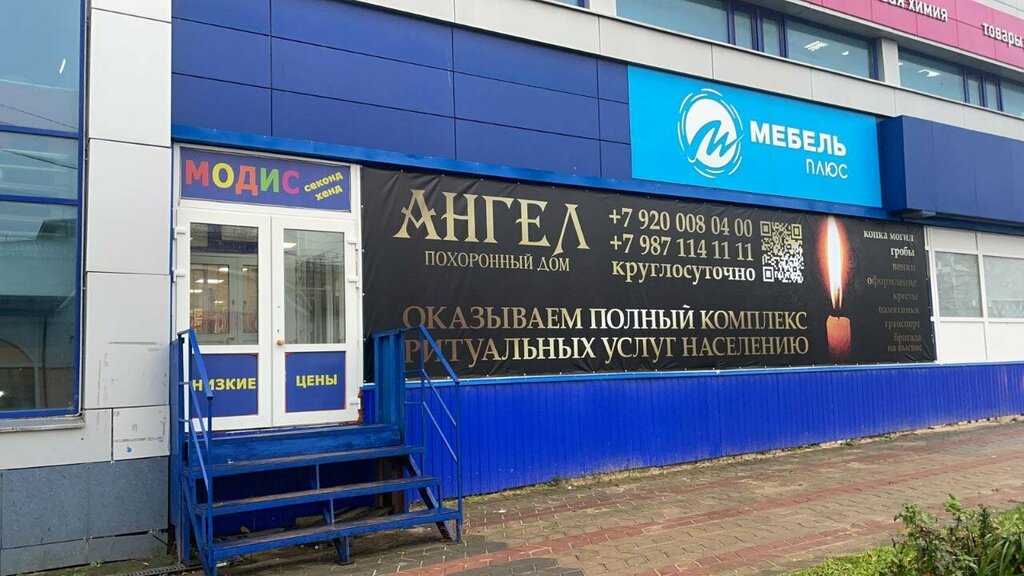 ая химия
товары
МЕБЕЛЬ
ПЛЮС
МОДИС
секонд
хенд
НИЗКИЕ
ЦЕНЫ
АНГЕЛ
ПОХОРОННЫЙ ДОМ
+7 920 008 04 00
+7 987 114 11 11
круглосуточно
ОКАЗЫВАЕМ ПОЛНЫЙ КОМПЛЕКС
РИТУАЛЬНЫХ УСЛУГ НАСЕЛЕНИЮ
копка могил
гробы
венки
оформление
кресты
памятники
транспорт
бригада
на вынос